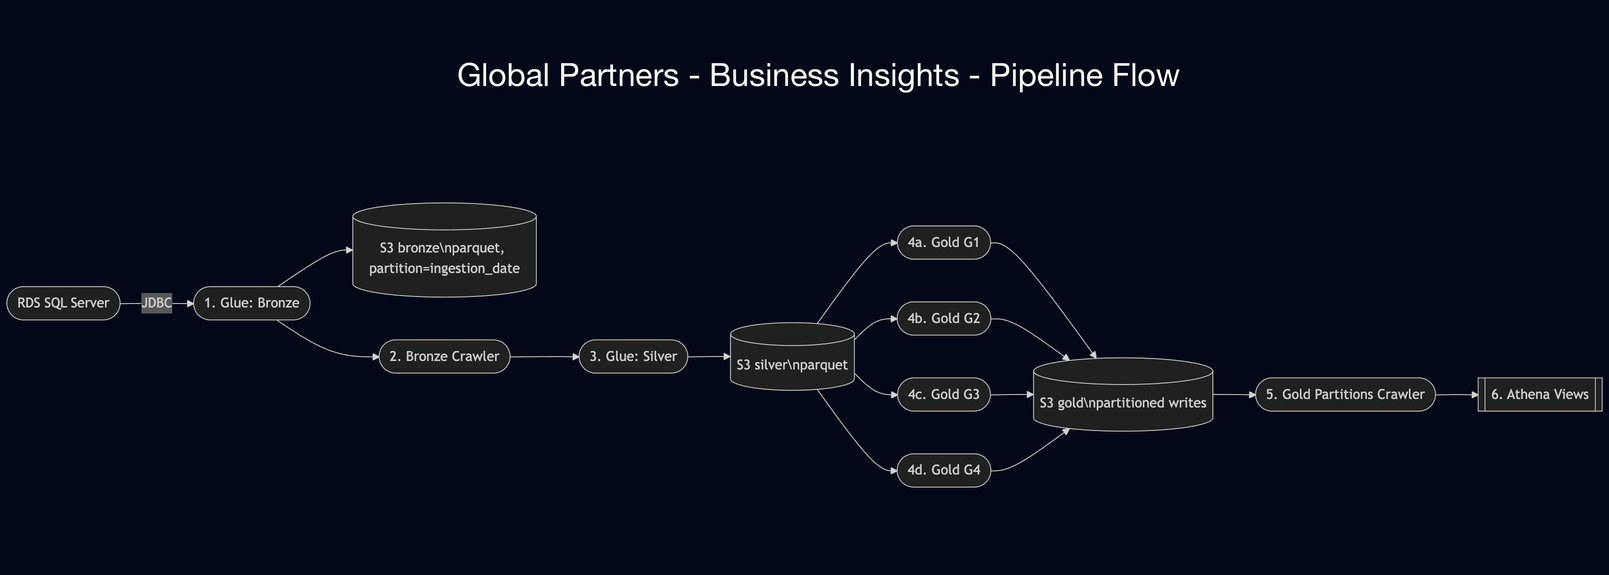 Global Partners - Business Insights - Pipeline Flow
RDS SQL Server
JDBC
1. Glue: Bronze
S3 bronze\nparquet,
partition=ingestion_date
2. Bronze Crawler
3. Glue: Silver
S3 silver\nparquet
4a. Gold G1
4b. Gold G2
4c. Gold G3
4d. Gold G4
S3 gold\npartitioned writes
5. Gold Partitions Crawler
6. Athena Views